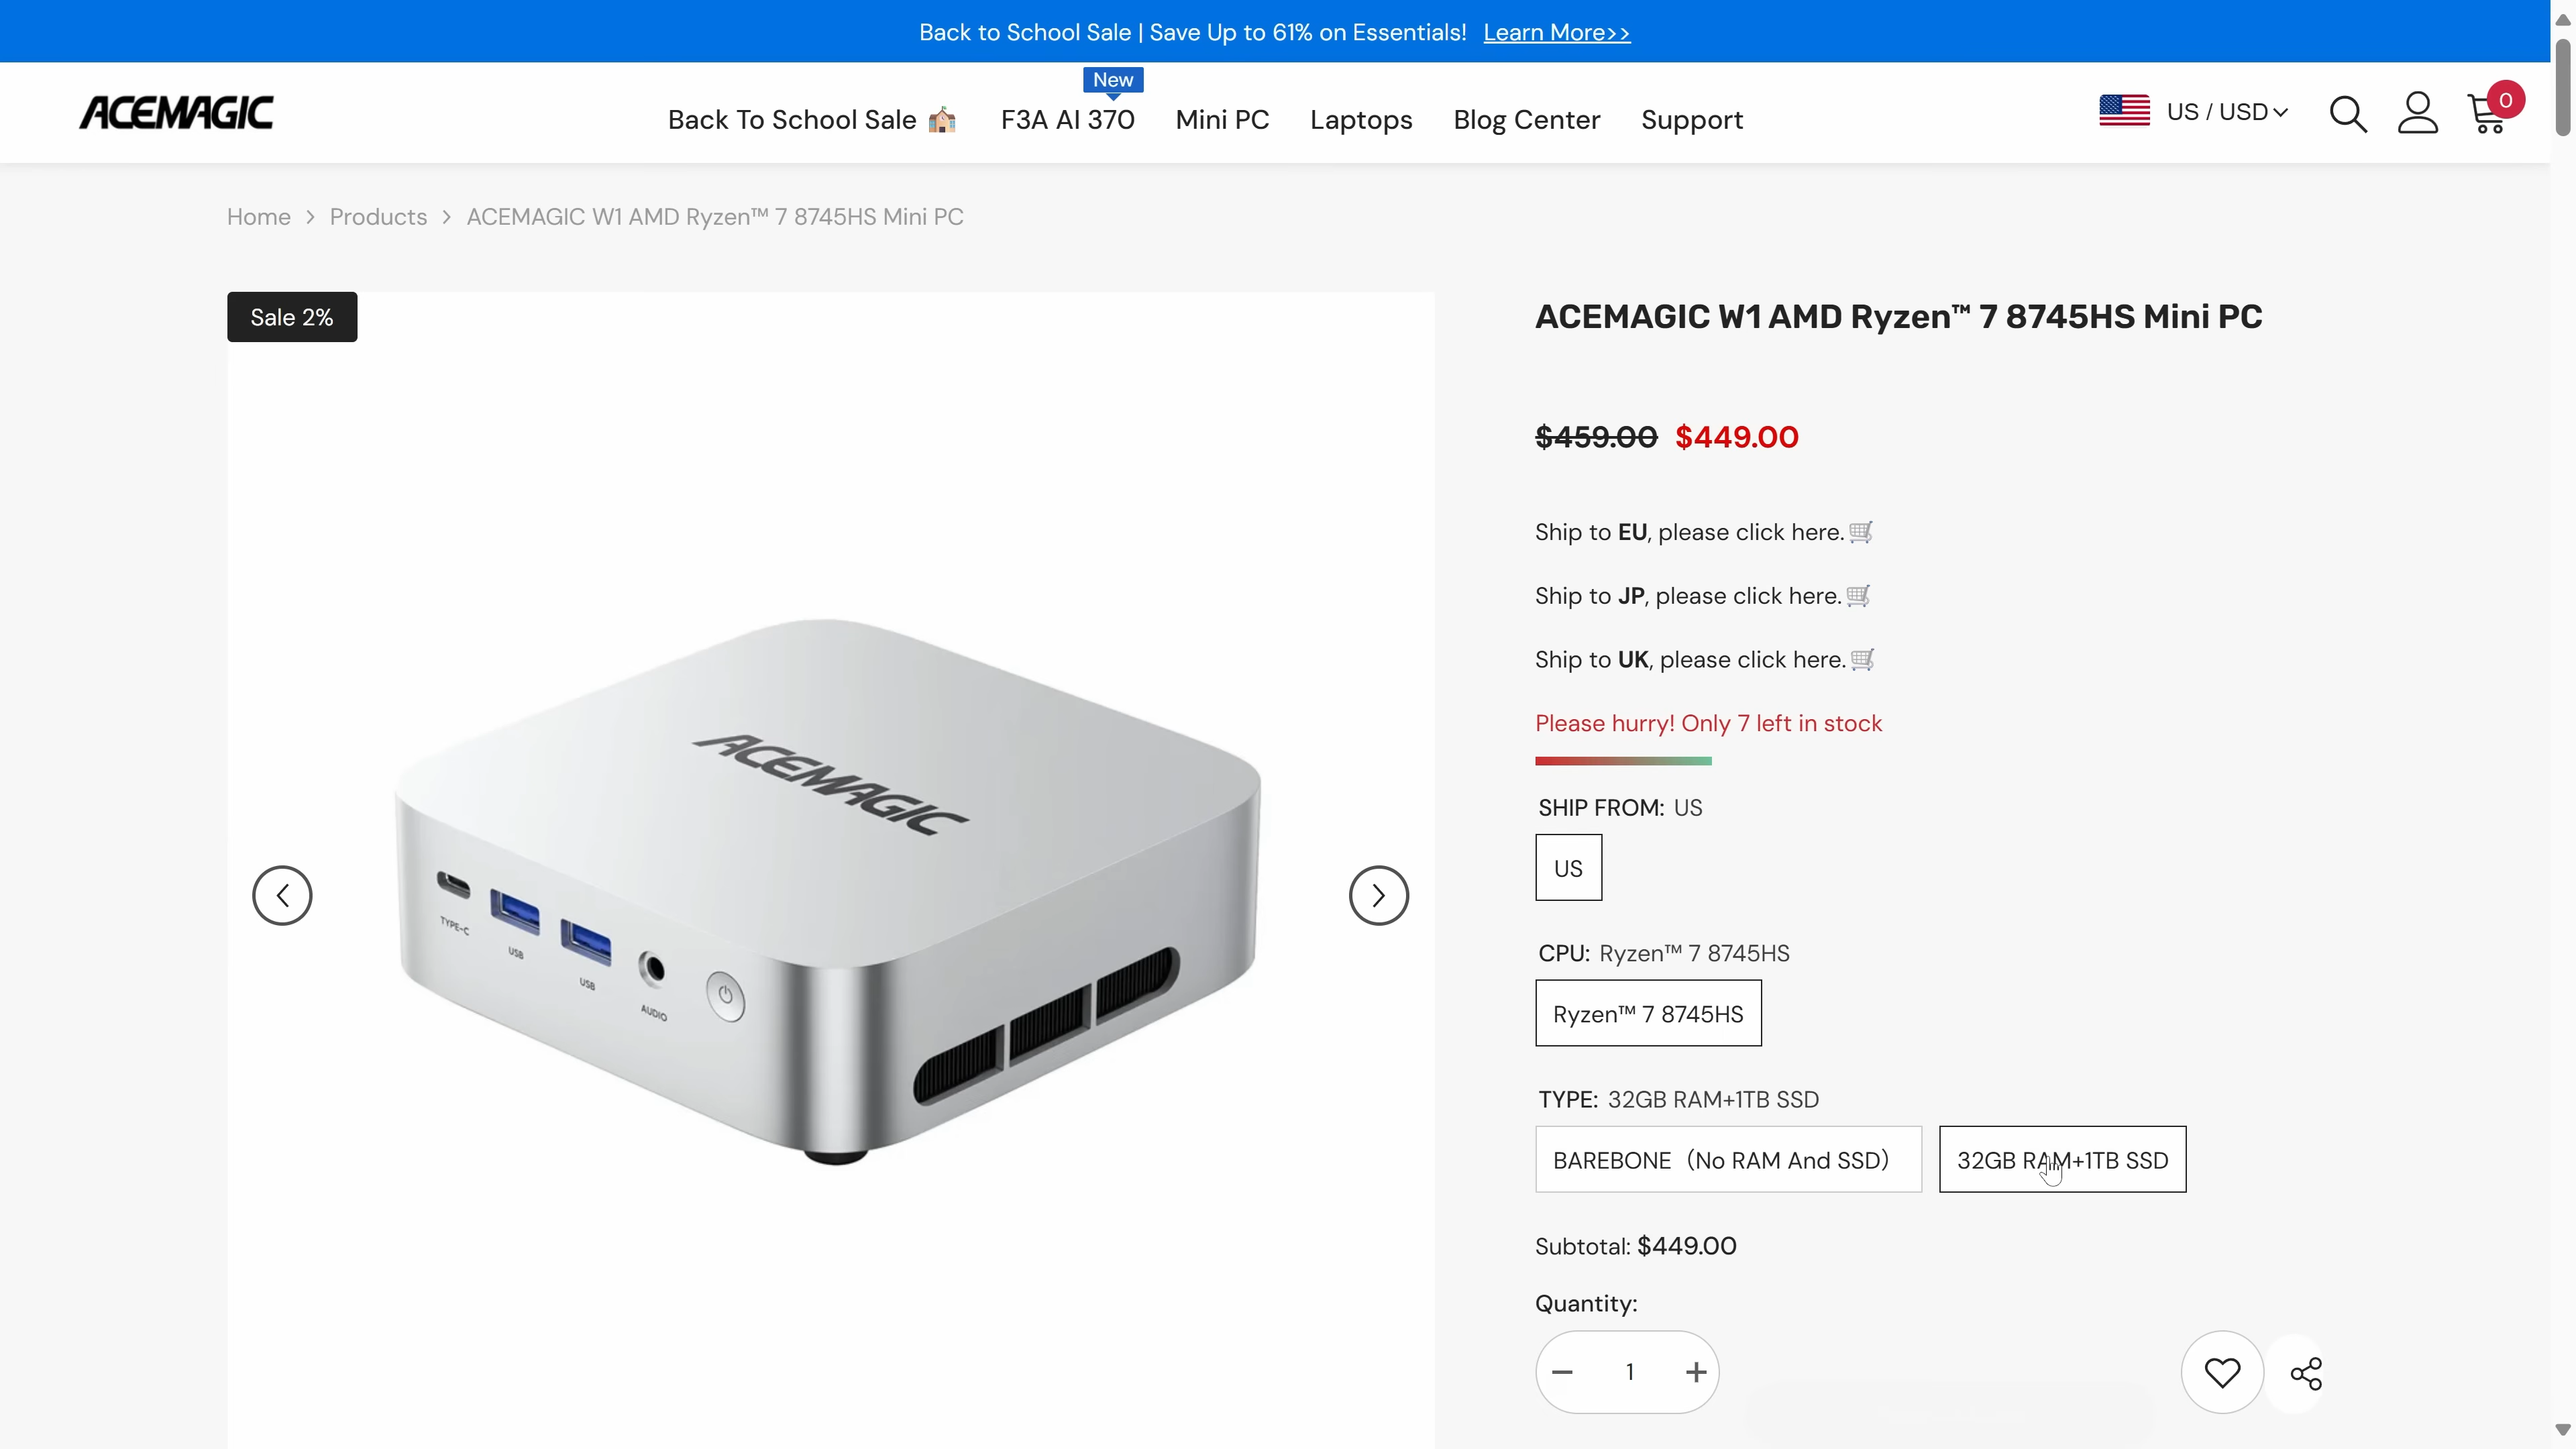 Back to School Sale | Save Up to 61% on Essentials! Learn More>>
New
ACEMAGIC
Back To School Sale
F3A AI 370
Mini PC
Laptops
Blog Center
Support
US / USD
0
Home > Products > ACEMAGIC W1 AMD Ryzen™ 7 8745HS Mini PC
Sale 2%
ACEMAGIC
TYPE-C
USB
USB
AUDIO
ACEMAGIC W1 AMD Ryzen™ 7 8745HS Mini PC
$459.00 $449.00
Ship to EU, please click here.
Ship to JP, please click here.
Ship to UK, please click here.
Please hurry! Only 7 left in stock
SHIP FROM: US
US
CPU: Ryzen™ 7 8745HS
Ryzen™ 7 8745HS
TYPE: 32GB RAM+1TB SSD
BAREBONE（No RAM And SSD）
32GB RAM+1TB SSD
Subtotal: $449.00
Quantity:
1